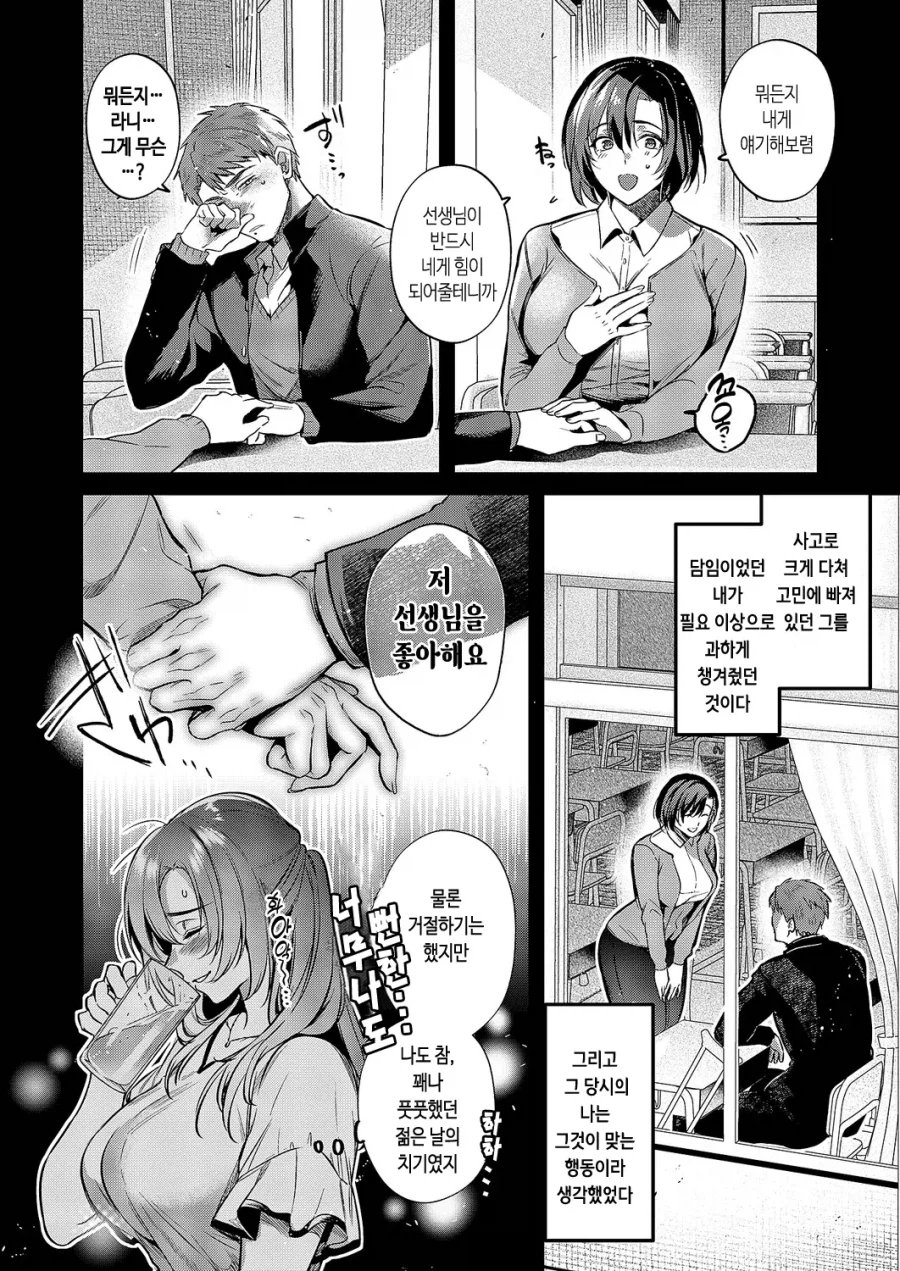 뭐든지
내게
얘기해보렴
선생님이
반드시
네게 힘이
되어줄테니까
꼬옹
ねっ
뭐든지…
라니…
그게 무슨
…?
사고로
크게 다쳐
고민에 빠져
있던 그를
담임이었던
내가
필요 이상으로
과하게
챙겨줬던
것이다
그리고
그 당시의
나는
그것이 맞는
행동이라
생각했었다
저
선생님을
좋아해요
ぎゅ
물론
거절하기는
했지만
나도 참,
꽤나
풋풋했던
젊은 날의
치기였지
뻔한…
너무나도
하하…